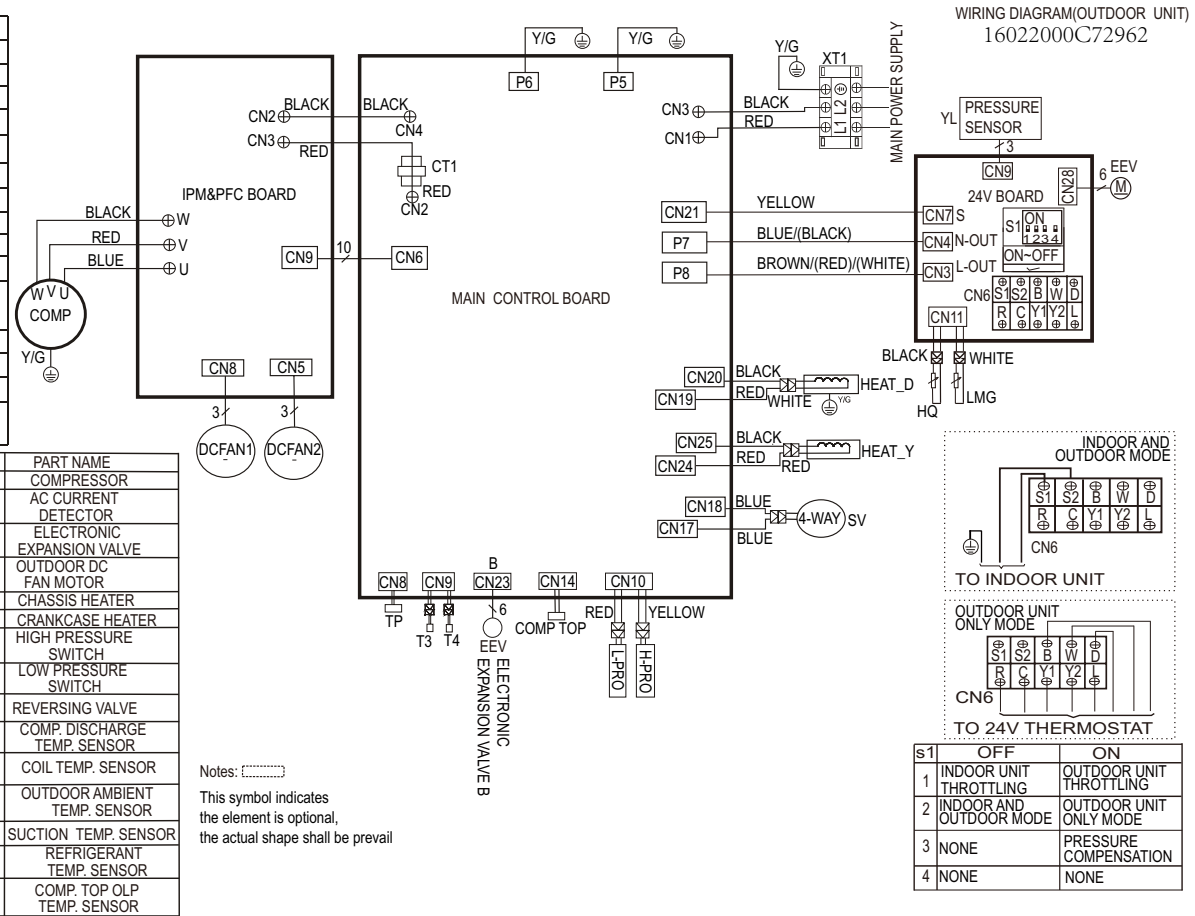 WIRING DIAGRAM(OUTDOOR UNIT)
16022000C72962
Y/G
P6
Y/G
P5
Y/G
XT1
L1 L2
MAIN POWER SUPPLY
CN3
BLACK
CN1
RED
CN2
BLACK
BLACK
CN4
CN3
RED
CT1
RED
CN2
IPM&PFC BOARD
BLACK
W
RED
V
BLUE
U
W V U
COMP
Y/G
CN9
10
CN6
CN8
CN5
3
3
DCFAN1
~
DCFAN2
~
MAIN CONTROL BOARD
CN21
YELLOW
P7
BLUE/(BLACK)
P8
BROWN/(RED)/(WHITE)
YL
PRESSURE
SENSOR
3
CN9
CN28
6
EEV
M
24V BOARD
CN7
S
CN4
N-OUT
CN3
L-OUT
S1
ON
1234
ON~OFF
CN6
S1 S2 B W D
R C Y1 Y2 L
CN11
BLACK
WHITE
HQ
LMG
CN20
BLACK
CN19
RED
WHITE
HEAT_D
Y/G
CN25
BLACK
CN24
RED
RED
HEAT_Y
CN18
BLUE
CN17
BLUE
4-WAY
SV
CN8
TP
CN9
T3
T4
B
CN23
6
EEV
ELECTRONIC
EXPANSION VALVE B
CN14
COMP TOP
CN10
RED
YELLOW
L-PRO
H-PRO
INDOOR AND
OUTDOOR MODE
S1 S2 B W D
R C Y1 Y2 L
CN6
TO INDOOR UNIT
OUTDOOR UNIT
ONLY MODE
S1 S2 B W D
R C Y1 Y2 L
CN6
TO 24V THERMOSTAT
s1 OFF ON
1 INDOOR UNIT THROTTLING OUTDOOR UNIT THROTTLING
2 INDOOR AND OUTDOOR MODE OUTDOOR UNIT ONLY MODE
3 NONE PRESSURE COMPENSATION
4 NONE NONE
PART NAME
COMPRESSOR
AC CURRENT
DETECTOR
ELECTRONIC
EXPANSION VALVE
OUTDOOR DC
FAN MOTOR
CHASSIS HEATER
CRANKCASE HEATER
HIGH PRESSURE
SWITCH
LOW PRESSURE
SWITCH
REVERSING VALVE
COMP. DISCHARGE
TEMP. SENSOR
COIL TEMP. SENSOR
OUTDOOR AMBIENT
TEMP. SENSOR
SUCTION TEMP. SENSOR
REFRIGERANT
TEMP. SENSOR
COMP. TOP OLP
TEMP. SENSOR
Notes:
This symbol indicates
the element is optional,
the actual shape shall be prevail